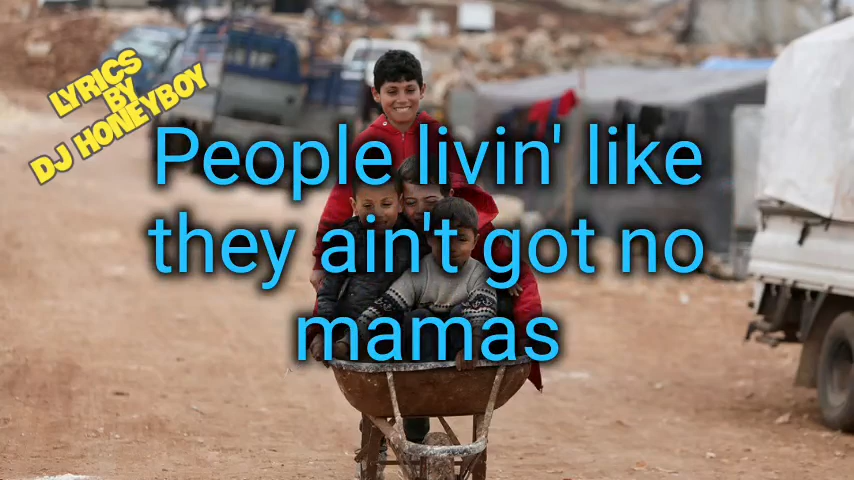 LYRICS
BY
DJ HONEYBOY
People livin' like
they ain't got no
mamas